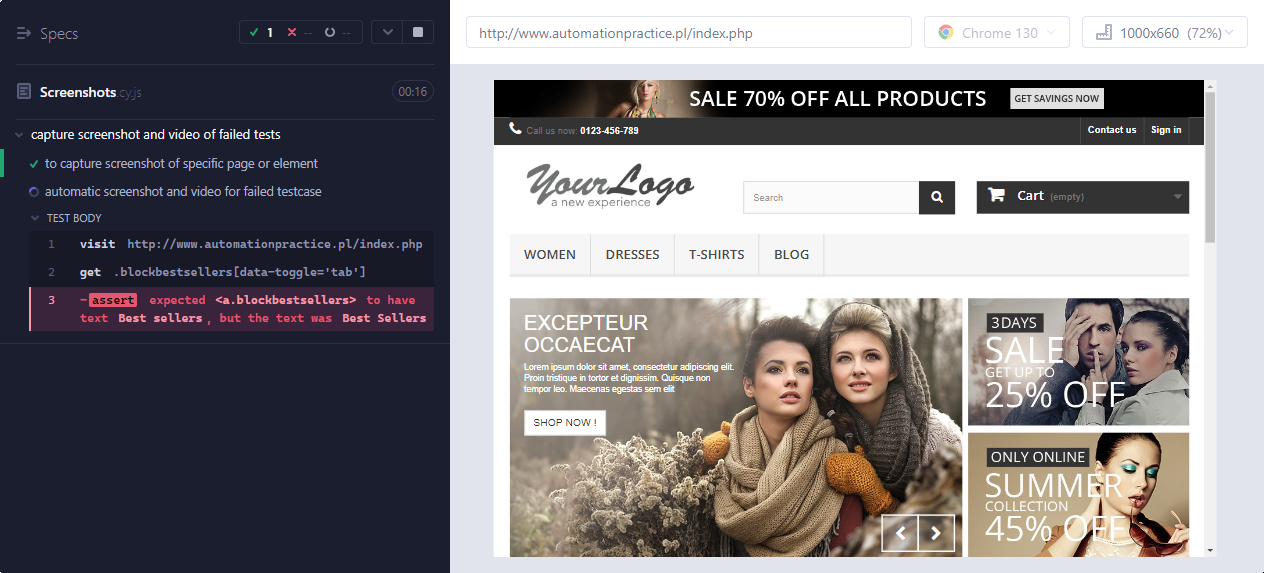 Specs
1 -- --
Screenshots.cy.js 00:16
capture screenshot and video of failed tests
to capture screenshot of specific page or element
automatic screenshot and video for failed testcase
TEST BODY
1 visit http://www.automationpractice.pl/index.php
2 get .blockbestsellers[data-toggle='tab']
3 -assert expected <a.blockbestsellers> to have
text Best sellers, but the text was Best Sellers
http://www.automationpractice.pl/index.php
Chrome 130
1000x660 (72%)
SALE 70% OFF ALL PRODUCTS GET SAVINGS NOW
Call us now: 0123-456-789 Contact us Sign in
YourLogo
a new experience
Search
Cart (empty)
WOMEN DRESSES T-SHIRTS BLOG
EXCEPTEUR
OCCAECAT
Lorem ipsum dolor sit amet, consectetur adipiscing elit.
Proin tristique in tortor et dignissim. Quisque non
tempor leo. Maecenas egestas sem elit
SHOP NOW !
3 DAYS
SALE
GET UP TO
25% OFF
ONLY ONLINE
SUMMER
COLLECTION
45% OFF